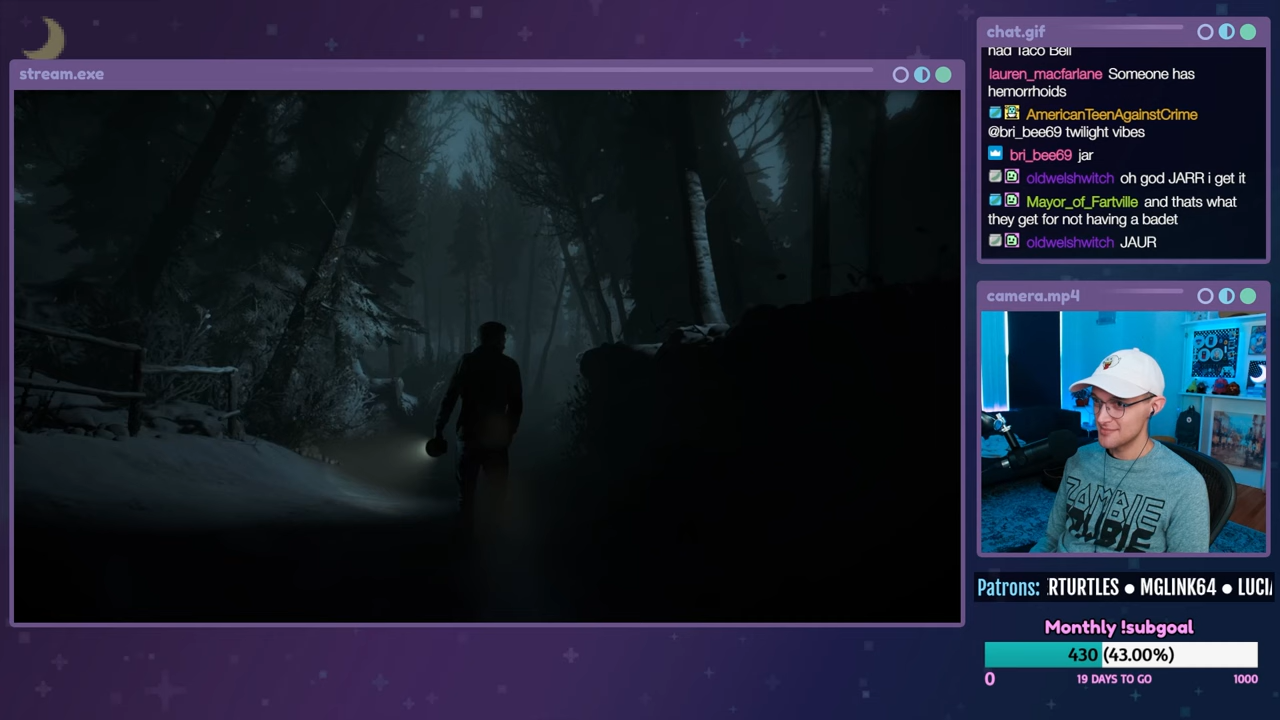 stream.exe
chat.gif
had Taco Bell
lauren_macfarlane Someone has
hemorrhoids
AmericanTeenAgainstCrime
@bri_bee69 twilight vibes
bri_bee69 jar
oldwelshwitch oh god JARR i get it
Mayor_of_Fartville and thats what
they get for not having a badet
oldwelshwitch JAUR
camera.mp4
ZOMBIE
ZOMBIE
Patrons: RTURTLES ● MGLINK64 ● LUCI
Monthly !subgoal
430 (43.00%)
0 19 DAYS TO GO 1000